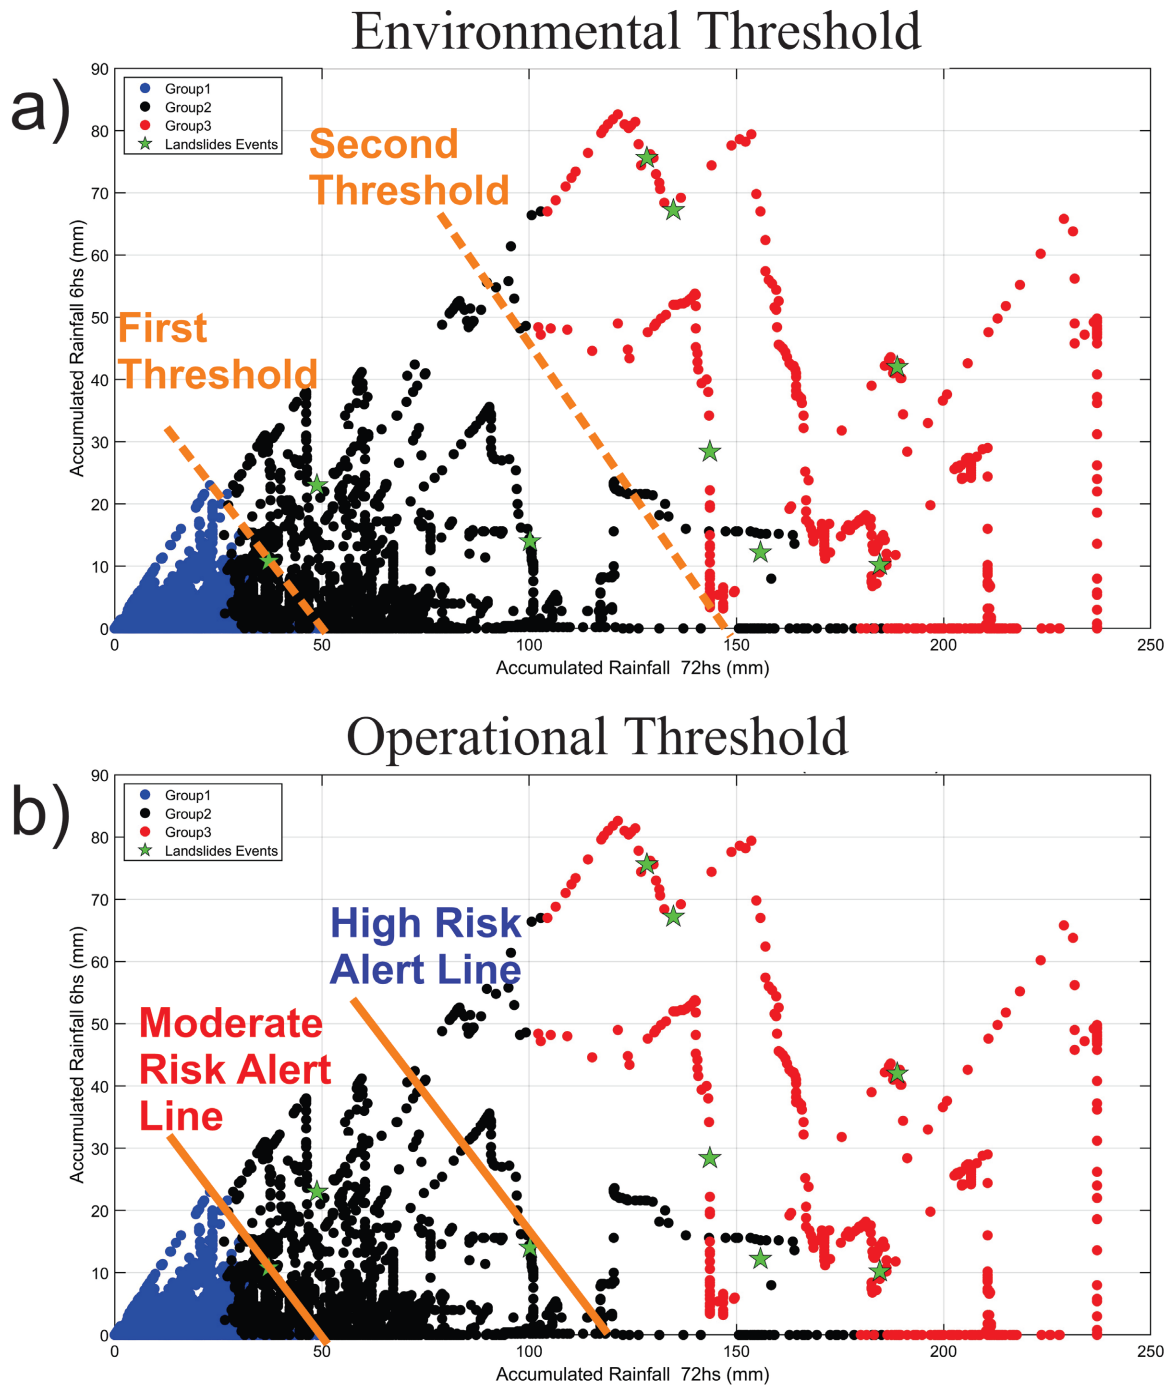 Environmental Threshold
a)
90
80
70
60
50
40
30
20
10
0
Accumulated Rainfall 6hs (mm)
Group1
Group2
Group3
Landslides Events
Second
Threshold
First
Threshold
0 50 100 150 200 250
Accumulated Rainfall 72hs (mm)
Operational Threshold
b)
90
80
70
60
50
40
30
20
10
0
Accumulated Rainfall 6hs (mm)
Group1
Group2
Group3
Landslides Events
High Risk
Alert Line
Moderate
Risk Alert
Line
0 50 100 150 200 250
Accumulated Rainfall 72hs (mm)